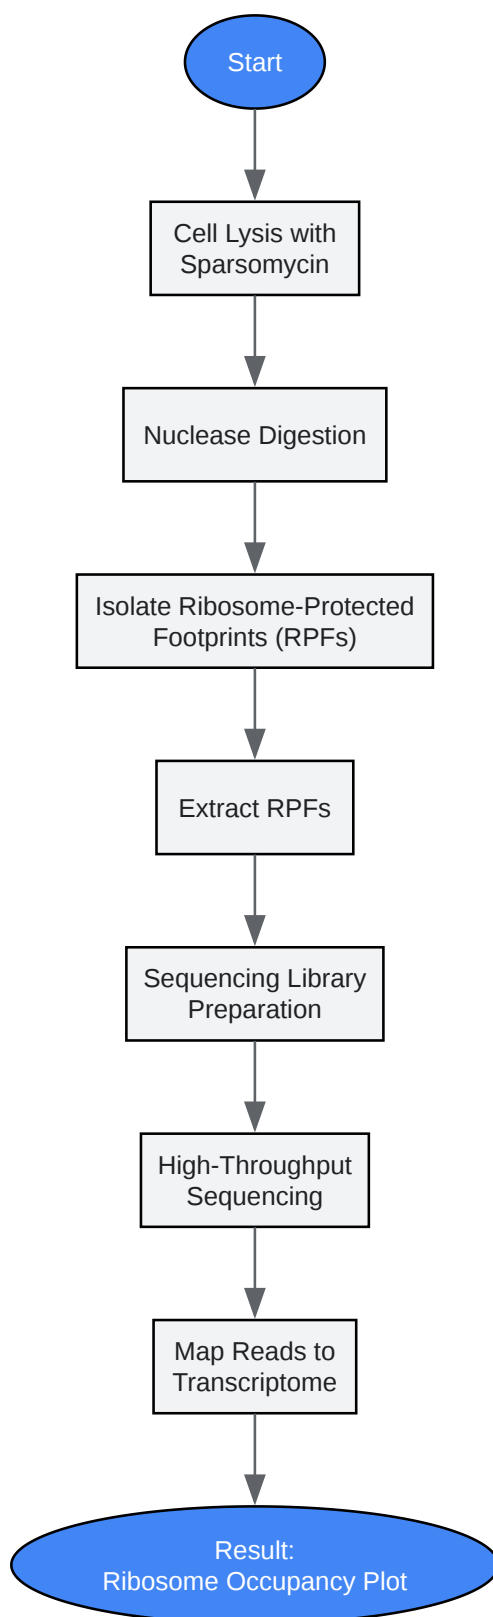 Start
Cell Lysis with
Sparsomycin
Nuclease Digestion
Isolate Ribosome-Protected
Footprints (RPFs)
Extract RPFs
Sequencing Library
Preparation
High-Throughput
Sequencing
Map Reads to
Transcriptome
Result:
Ribosome Occupancy Plot